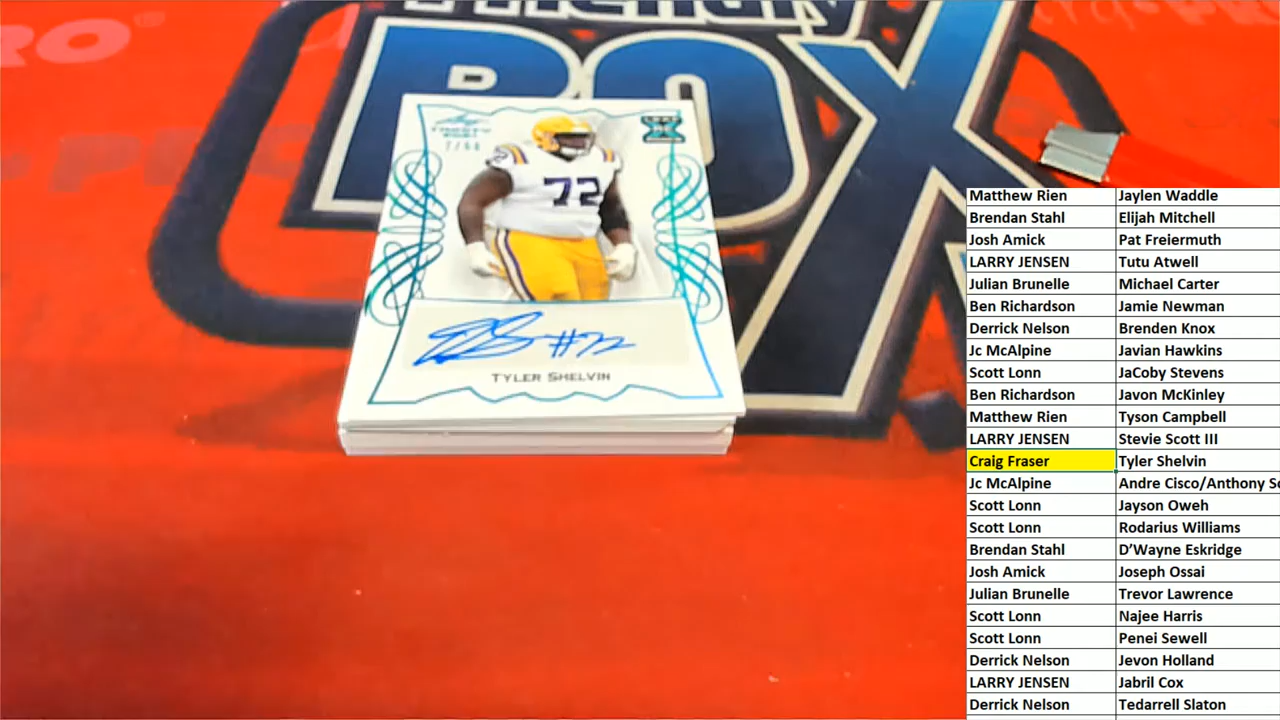 BOX
72
#72
TYLER SHELVIN
Matthew Rien Jaylen Waddle
Brendan Stahl Elijah Mitchell
Josh Amick Pat Freiermuth
LARRY JENSEN Tutu Atwell
Julian Brunelle Michael Carter
Ben Richardson Jamie Newman
Derrick Nelson Brenden Knox
Jc McAlpine Javian Hawkins
Scott Lonn JaCoby Stevens
Ben Richardson Javon McKinley
Matthew Rien Tyson Campbell
LARRY JENSEN Stevie Scott III
Craig Fraser Tyler Shelvin
Jc McAlpine Andre Cisco/Anthony Sc
Scott Lonn Jayson Oweh
Scott Lonn Rodarius Williams
Brendan Stahl D’Wayne Eskridge
Josh Amick Joseph Ossai
Julian Brunelle Trevor Lawrence
Scott Lonn Najee Harris
Scott Lonn Penei Sewell
Derrick Nelson Jevon Holland
LARRY JENSEN Jabril Cox
Derrick Nelson Tedarrell Slaton